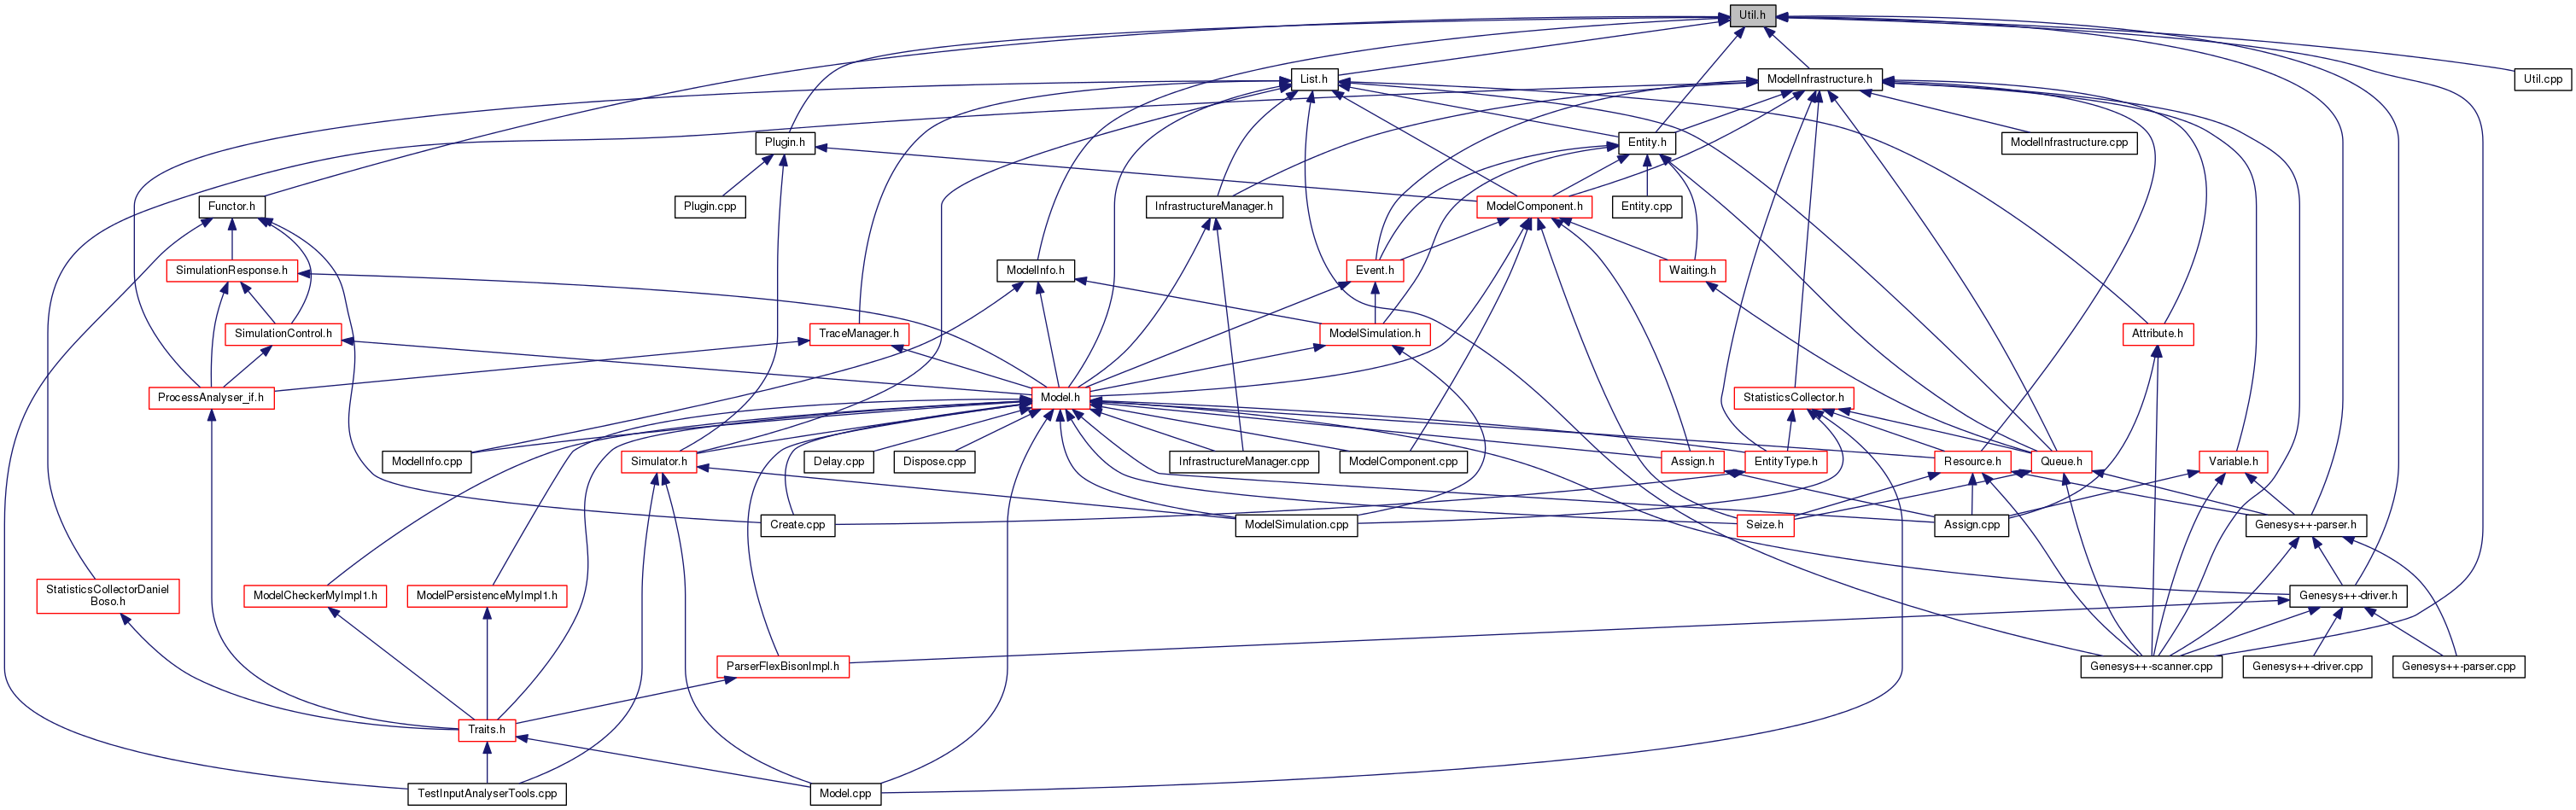 Util.h
List.h
ModelInfrastructure.h
Util.cpp
Plugin.h
Entity.h
ModelInfrastructure.cpp
Functor.h
Plugin.cpp
InfrastructureManager.h
ModelComponent.h
Entity.cpp
SimulationResponse.h
ModelInfo.h
Event.h
Waiting.h
SimulationControl.h
TraceManager.h
ModelSimulation.h
Attribute.h
ProcessAnalyser_if.h
Model.h
StatisticsCollector.h
ModelInfo.cpp
Simulator.h
Delay.cpp
Dispose.cpp
InfrastructureManager.cpp
ModelComponent.cpp
Assign.h
EntityType.h
Resource.h
Queue.h
Variable.h
Create.cpp
ModelSimulation.cpp
Seize.h
Assign.cpp
Genesys++-parser.h
StatisticsCollectorDaniel
Boso.h
ModelCheckerMyImpl1.h
ModelPersistenceMyImpl1.h
Genesys++-driver.h
ParserFlexBisonImpl.h
Genesys++-scanner.cpp
Genesys++-driver.cpp
Genesys++-parser.cpp
Traits.h
TestInputAnalyserTools.cpp
Model.cpp